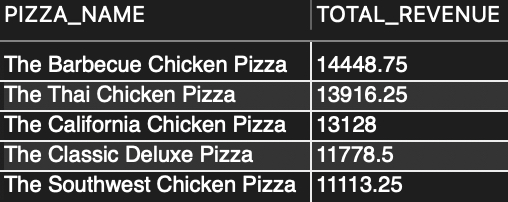 PIZZA_NAME TOTAL_REVENUE
The Barbecue Chicken Pizza 14448.75
The Thai Chicken Pizza 13916.25
The California Chicken Pizza 13128
The Classic Deluxe Pizza 11778.5
The Southwest Chicken Pizza 11113.25